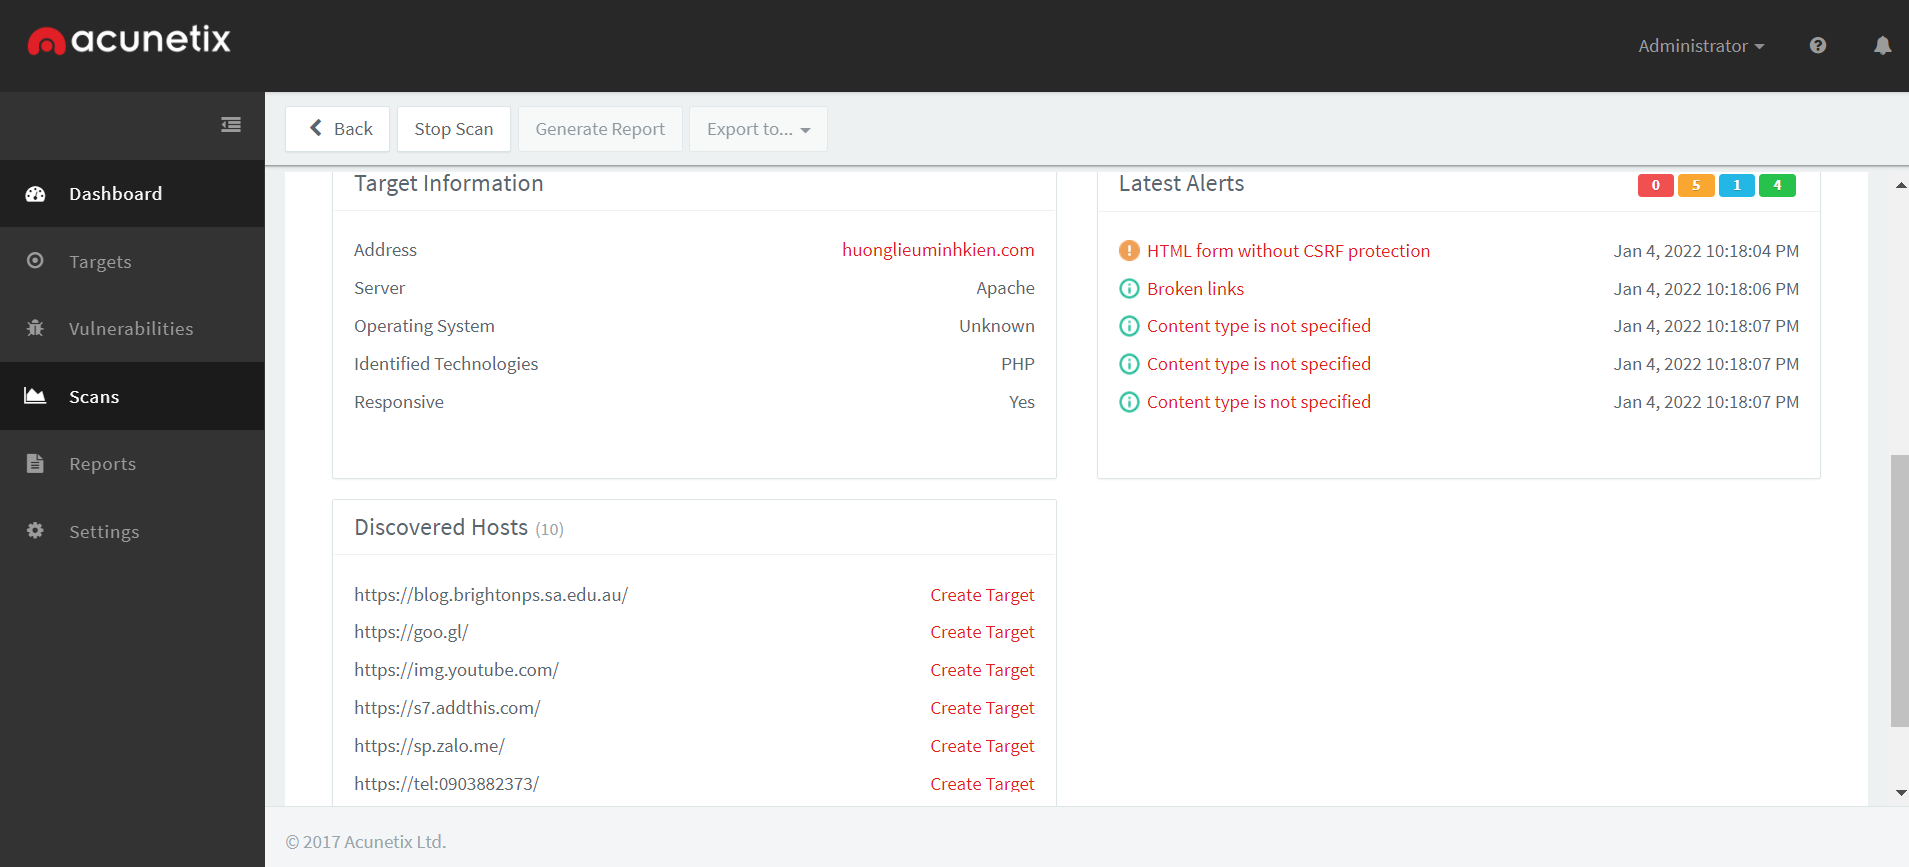 acunetix
Administrator
Back
Stop Scan
Generate Report
Export to...
Dashboard
Targets
Vulnerabilities
Scans
Reports
Settings
Target Information
Address huonglieuminhkien.com
Server Apache
Operating System Unknown
Identified Technologies PHP
Responsive Yes
Latest Alerts 0 5 1 4
HTML form without CSRF protection Jan 4, 2022 10:18:04 PM
Broken links Jan 4, 2022 10:18:06 PM
Content type is not specified Jan 4, 2022 10:18:07 PM
Content type is not specified Jan 4, 2022 10:18:07 PM
Content type is not specified Jan 4, 2022 10:18:07 PM
Discovered Hosts (10)
https://blog.brightonps.sa.edu.au/ Create Target
https://goo.gl/ Create Target
https://img.youtube.com/ Create Target
https://s7.addthis.com/ Create Target
https://sp.zalo.me/ Create Target
https://tel:0903882373/ Create Target
© 2017 Acunetix Ltd.